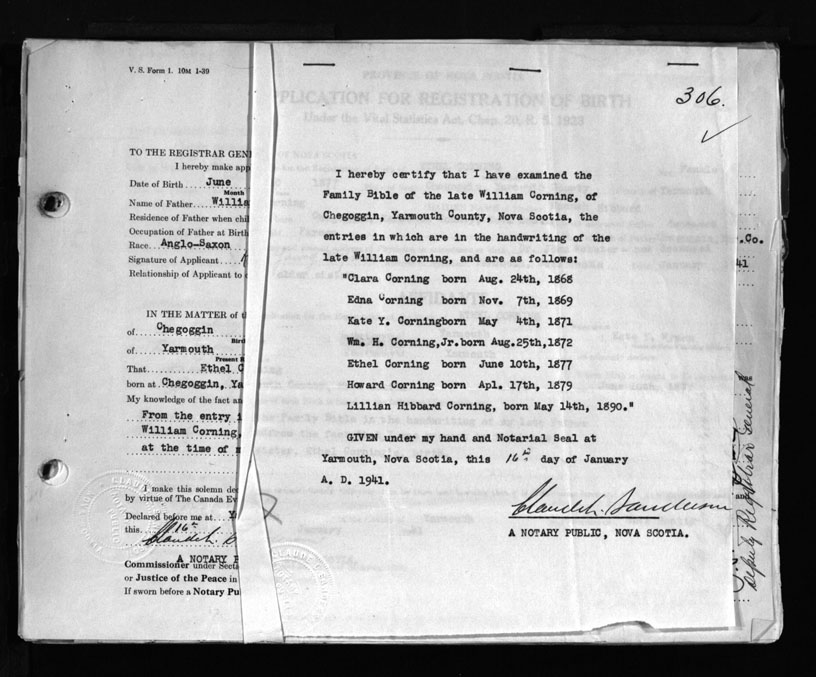 V. S. Form 1. 10M 1-39
TO THE REGISTRAR GEN
I hereby make app
Date of Birth June
Month
Name of Father Willia
Residence of Father when chil
Occupation of Father at Birth
Race. Anglo-Saxon
Signature of Applicant
Relationship of Applicant to
IN THE MATTER of t
of Chegoggin
Birt
of Yarmouth
Present R
That Ethel C
born at Chegoggin, Ya
My knowledge of the fact an
From the entry i
William Corning,
at the time of m
I make this solemn dec
by virtue of The Canada Ev
Declared before me at
this 16th
A NOTARY P
Commissioner under Secti
or Justice of the Peace in
If sworn before a Notary Pu
PROVINCE OF NOVA SCOTIA
APPLICATION FOR REGISTRATION OF BIRTH
Under the Vital Statistics Act, Chap. 20, R. S. 1923
306.
I hereby certify that I have examined the
Family Bible of the late William Corning, of
Chegoggin, Yarmouth County, Nova Scotia, the
entries in which are in the handwriting of the
late William Corning, and are as follows:
"Clara Corning born Aug. 24th, 1868
Edna Corning born Nov. 7th, 1869
Kate Y. Corningborn May 4th, 1871
Wm. H. Corning,Jr.born Aug.25th,1872
Ethel Corning born June 10th, 1877
Howard Corning born Apl. 17th, 1879
Lillian Hibbard Corning, born May 14th, 1890."
GIVEN under my hand and Notarial Seal at
Yarmouth, Nova Scotia, this 16th day of January
A. D. 1941.
A NOTARY PUBLIC, NOVA SCOTIA.
.Co.
41
Deputy Registrar General